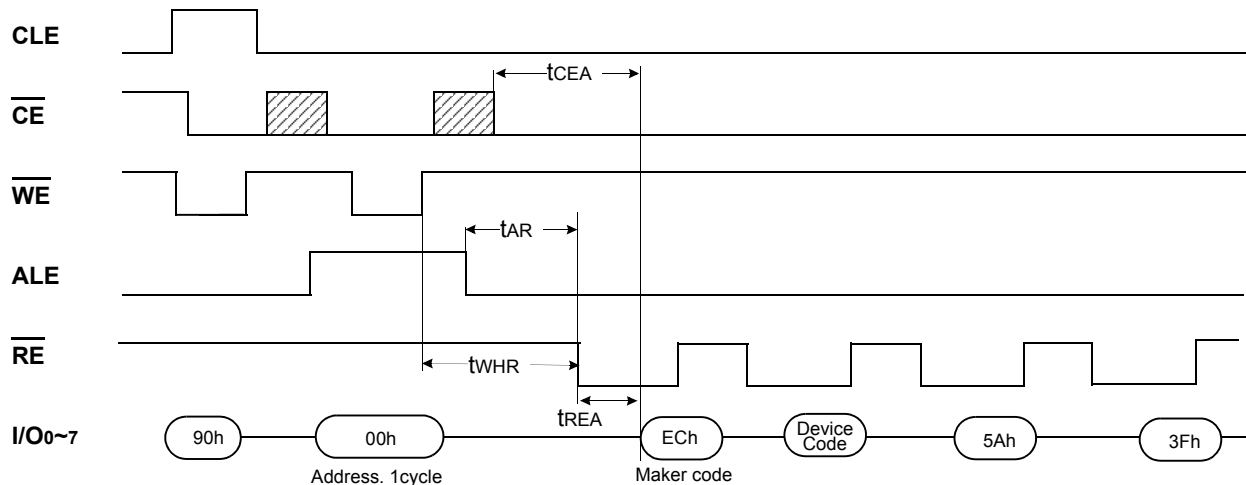 CLE
tCEA
CE
WE
tAR
ALE
RE
tWHR
tREA
I/O0~7
90h
00h
ECh
Device
Code
5Ah
3Fh
Address. 1cycle
Maker code